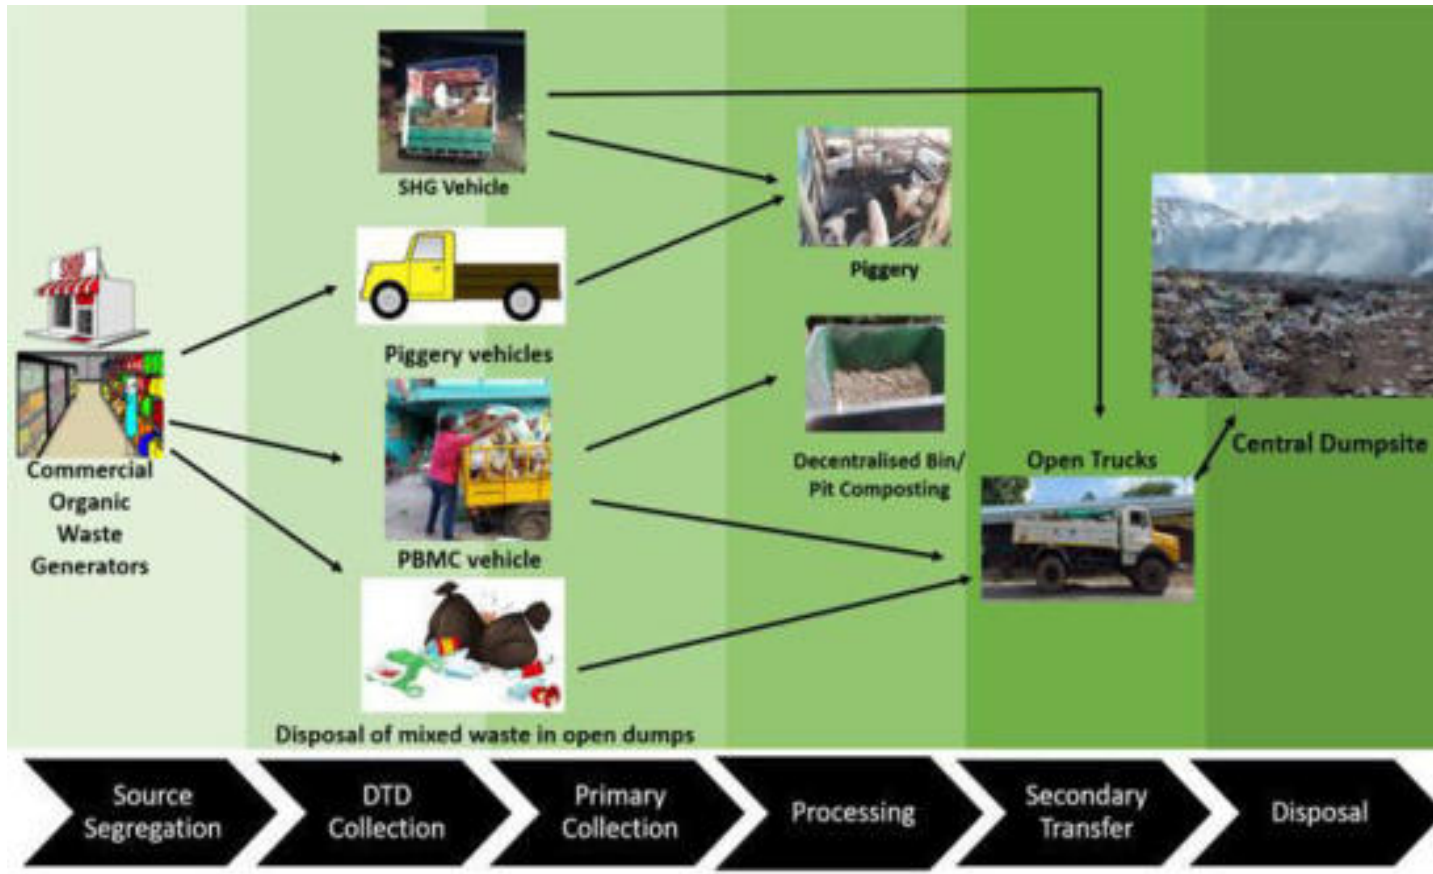 SHG Vehicle
Piggery
Piggery vehicles
Commercial
Organic
Waste
Generators
PBMC vehicle
Decentralised Bin/
Pit Composting
Open Trucks
Central Dumpsite
Disposal of mixed waste in open dumps
Source
Segregation
DTD
Collection
Primary
Collection
Processing
Secondary
Transfer
Disposal